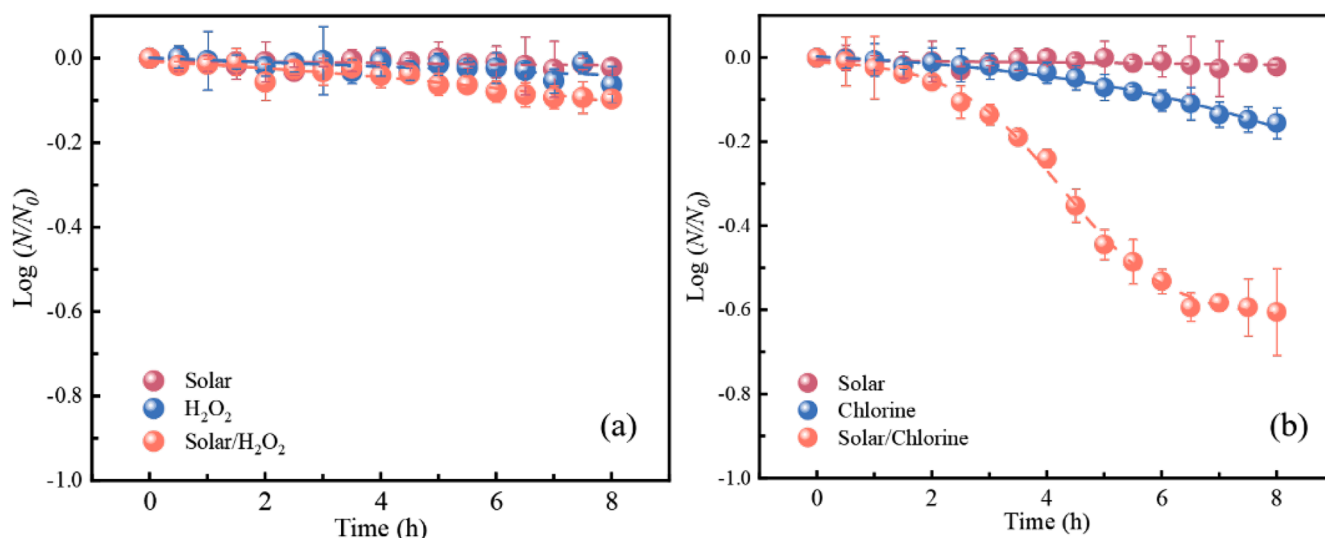 0.0
-0.2
-0.4
-0.6
-0.8
-1.0
Log (N/N₀)
Solar
H₂O₂
Solar/H₂O₂
(a)
0 2 4 6 8
Time (h)
0.0
-0.2
-0.4
-0.6
-0.8
-1.0
Log (N/N₀)
Solar
Chlorine
Solar/Chlorine
(b)
0 2 4 6 8
Time (h)